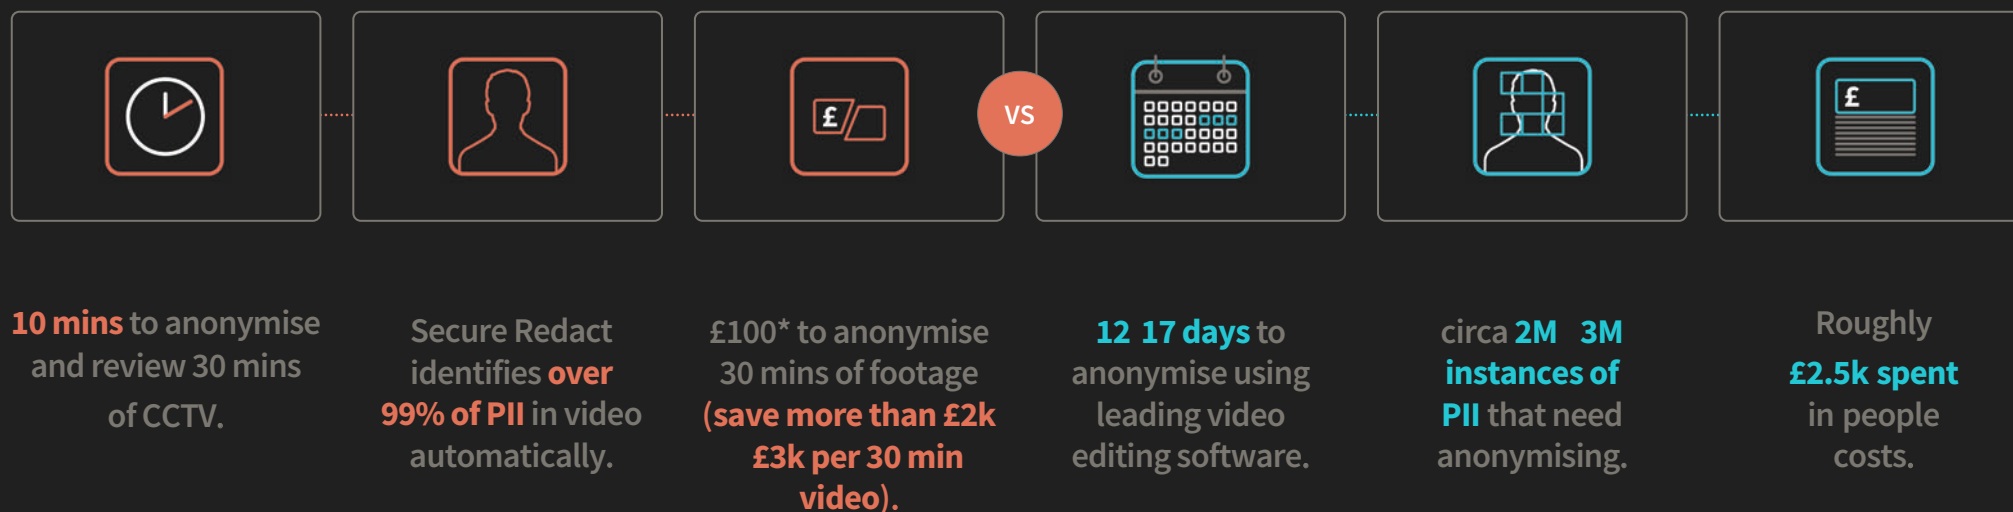 £
VS
£
10 mins to anonymise
and review 30 mins
of CCTV.
Secure Redact
identifies over
99% of PII in video
automatically.
£100* to anonymise
30 mins of footage
(save more than £2k
£3k per 30 min
video).
12 17 days to
anonymise using
leading video
editing software.
circa 2M 3M
instances of
PII that need
anonymising.
Roughly
£2.5k spent
in people
costs.